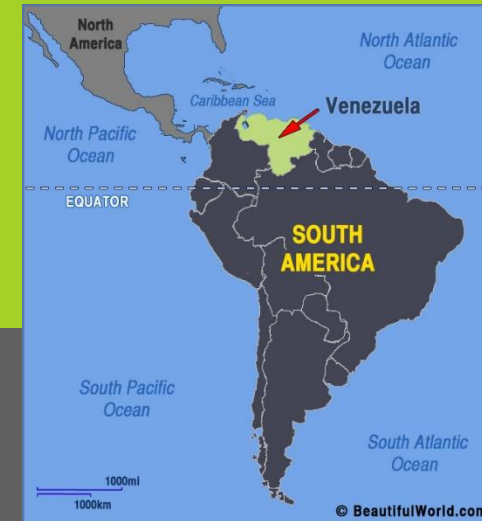 North
America
North Atlantic
Ocean
Caribbean Sea
Venezuela
North Pacific
Ocean
EQUATOR
SOUTH
AMERICA
South Pacific
Ocean
South Atlantic
Ocean
1000mi
1000km
© BeautifulWorld.com